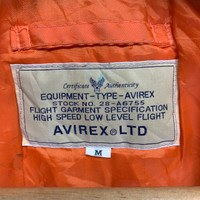 Certificate Authenticity
EQUIPMENT-TYPE-AVIREX
STOCK NO. 28-A6755
FLIGHT GARMENT SPECIFICATION
HIGH SPEED LOW LEVEL FLIGHT
AVIREX LTD
M